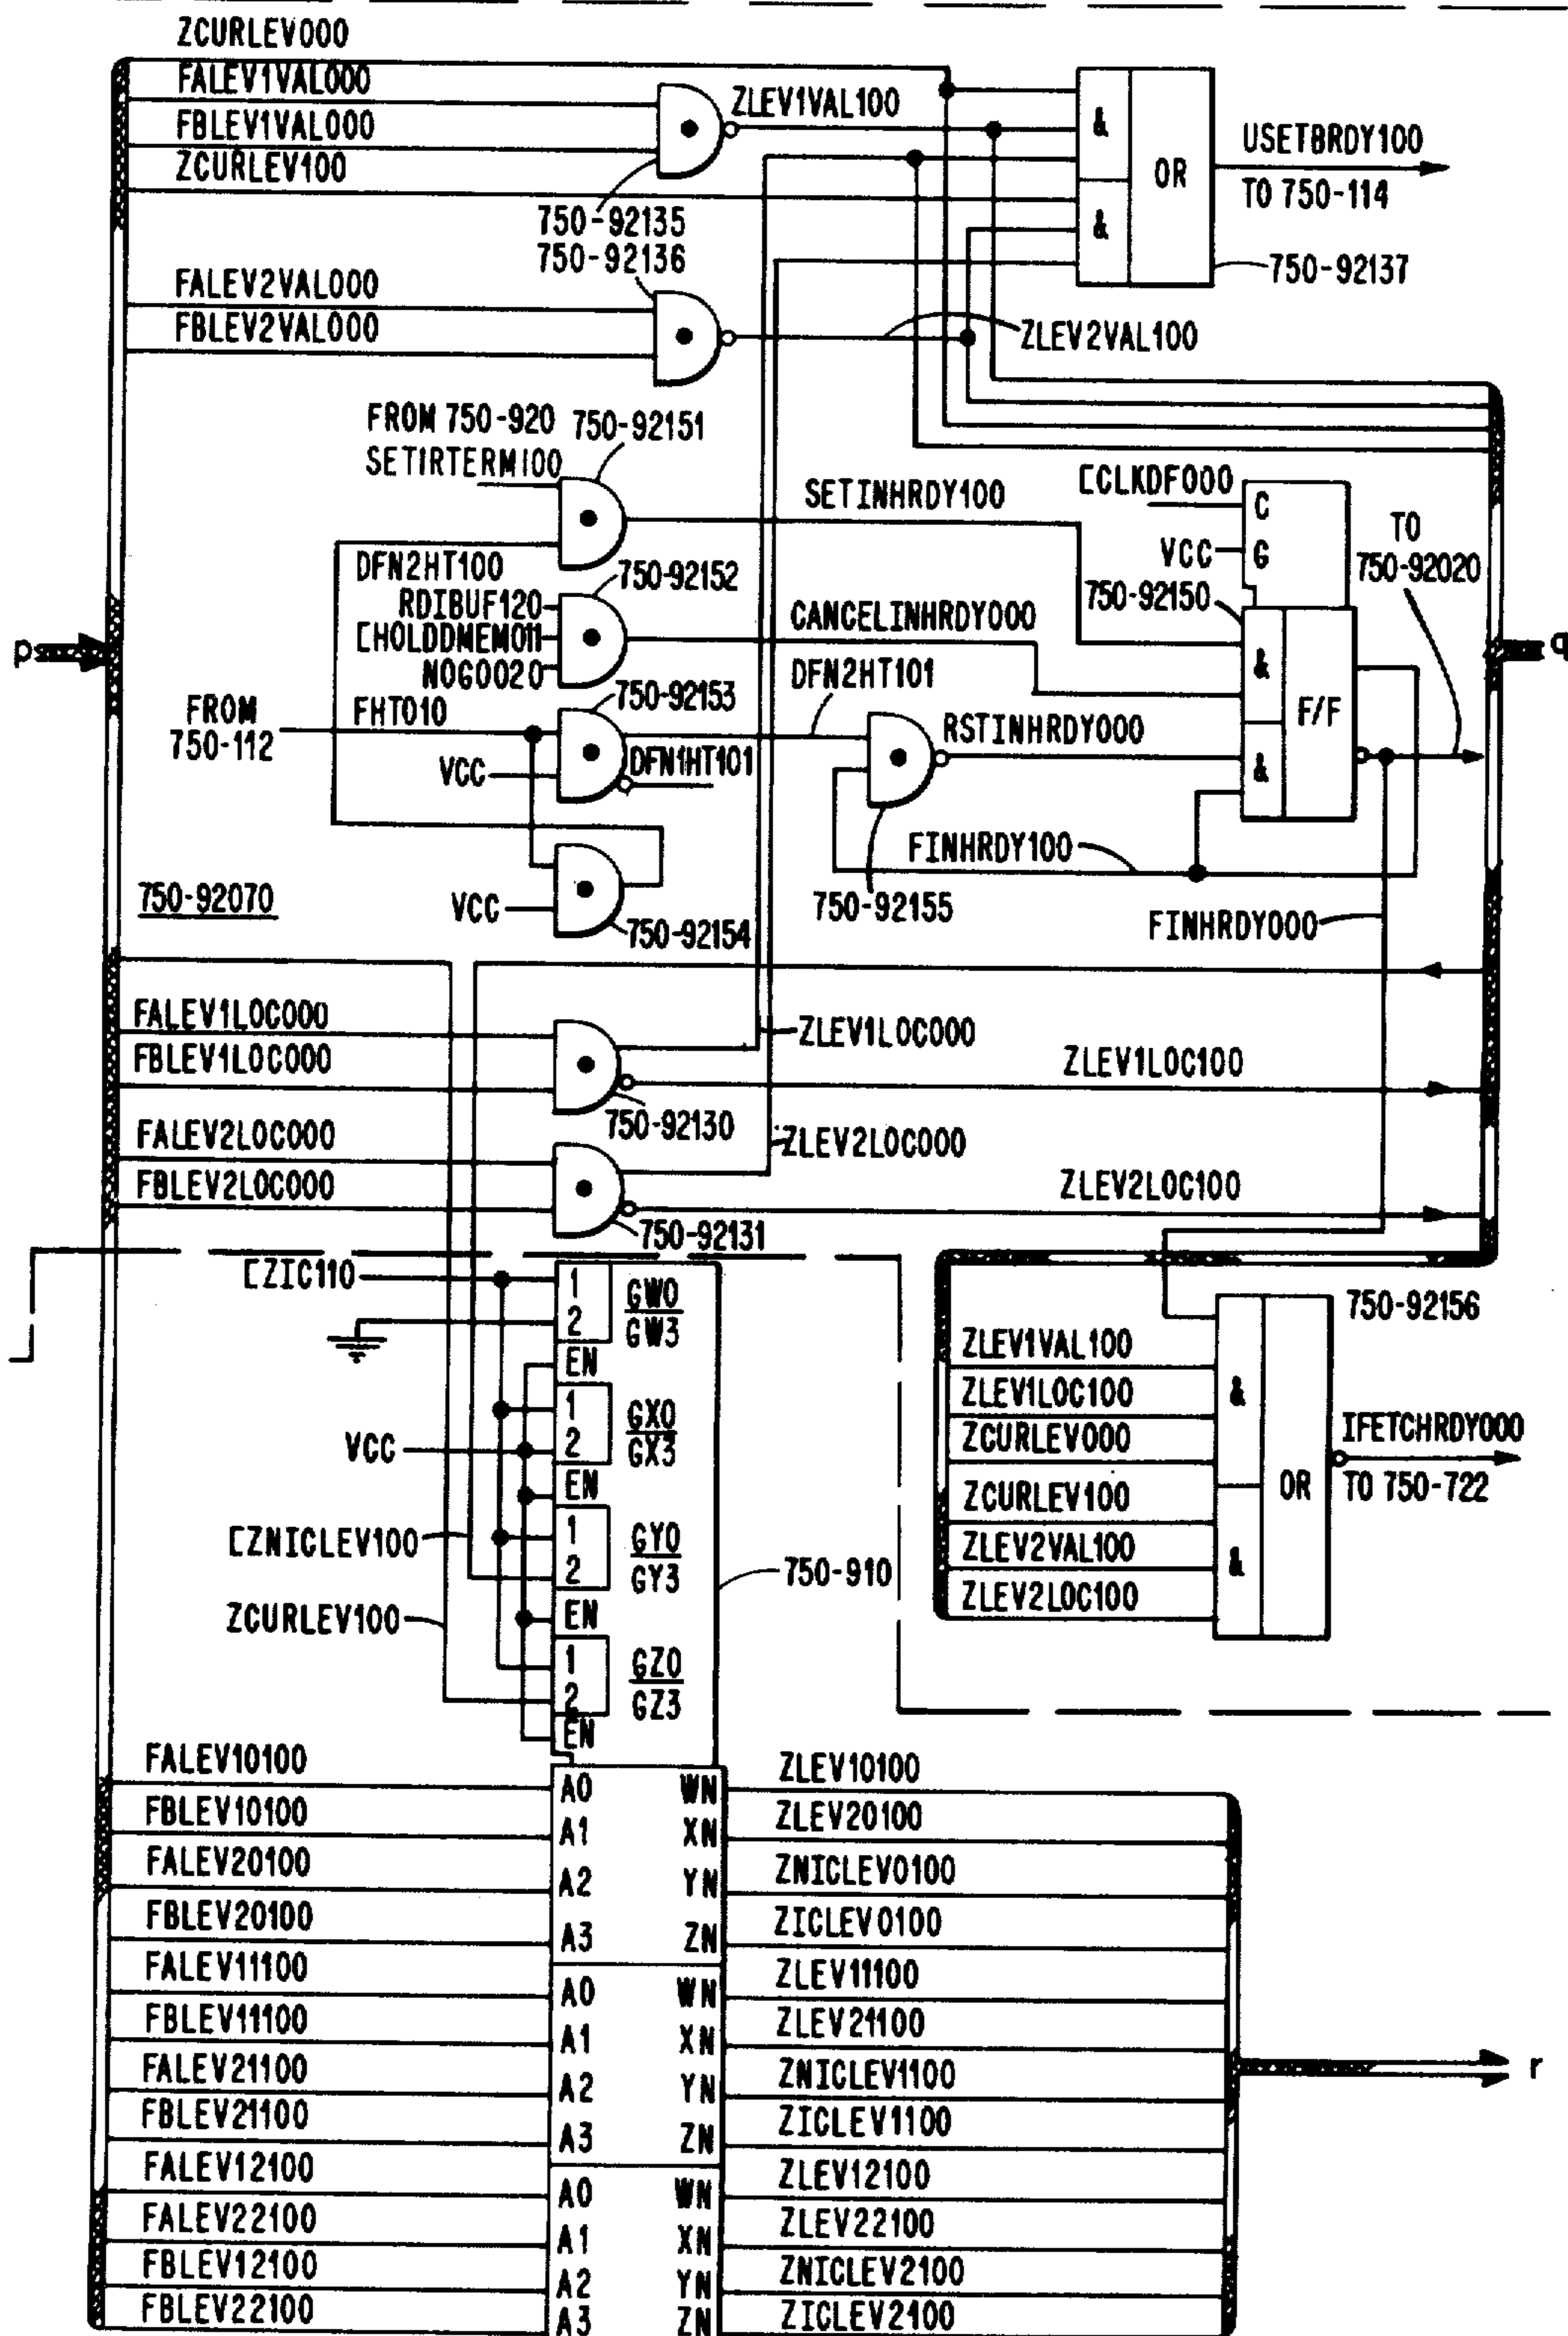 ZCURLEV000
FALEV1VAL000
FBLEV1VAL000
ZCURLEV100
ZLEV1VAL100
&
&
OR
USETBRDY100
TO 750-114
750-92135
750-92136
750-92137
FALEV2VAL000
FBLEV2VAL000
ZLEV2VAL100
FROM 750-920
750-92151
SETIRTERM100
SETINHRDY100
[CLKDF000
C
VCC
G
TO
750-92020
DFN2HT100
750-92152
750-92150
RDIBUF120
[HOLDDMEM011
NOGO020
CANCELINHRDY000
&
F/F
&
p
q
FROM
750-112
FHT010
750-92153
DFN2HT101
VCC
DFN1HT101
RSTINHRDY000
FINHRDY100
750-92155
750-92070
VCC
750-92154
FINHRDY000
FALEV1LOC000
FBLEV1LOC000
ZLEV1LOC000
ZLEV1LOC100
750-92130
FALEV2LOC000
FBLEV2LOC000
ZLEV2LOC000
ZLEV2LOC100
750-92131
[ZIC110
1
2
GW0
GW3
EN
1
2
GX0
GX3
VCC
EN
[ZNICLEV100
1
2
GY0
GY3
750-910
ZCURLEV100
EN
1
2
GZ0
GZ3
EN
750-92156
ZLEV1VAL100
ZLEV1LOC100
ZCURLEV000
ZCURLEV100
ZLEV2VAL100
ZLEV2LOC100
&
&
OR
IFETCHRDY000
TO 750-722
FALEV10100 A0 WN ZLEV10100
FBLEV10100 A1 XN ZLEV20100
FALEV20100 A2 YN ZNICLEV0100
FBLEV20100 A3 ZN ZICLEV0100
FALEV11100 A0 WN ZLEV11100
FBLEV11100 A1 XN ZLEV21100
FALEV21100 A2 YN ZNICLEV1100
FBLEV21100 A3 ZN ZICLEV1100
r
FALEV12100 A0 WN ZLEV12100
FALEV22100 A1 XN ZLEV22100
FBLEV12100 A2 YN ZNICLEV2100
FBLEV22100 A3 ZN ZICLEV2100